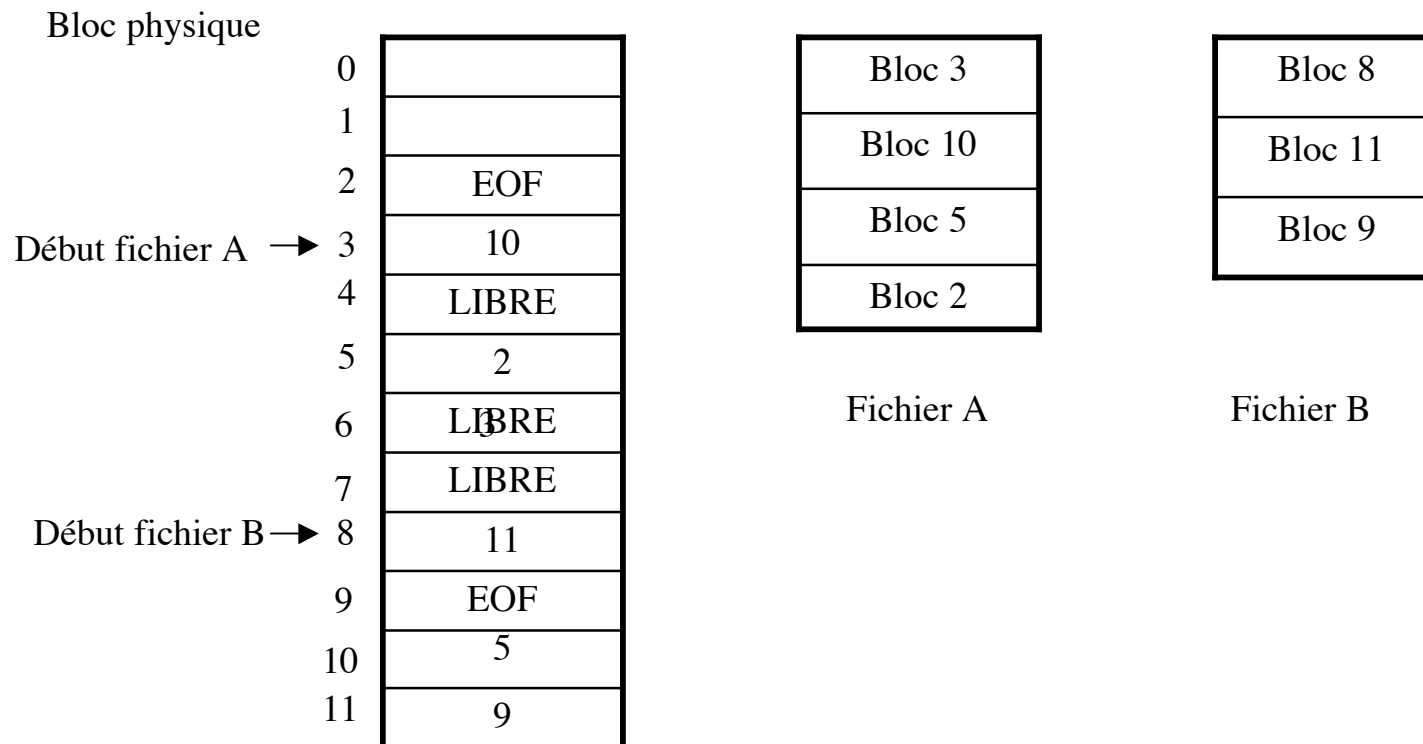 Bloc physique
0
1
2 EOF
Début fichier A 3 10
4 LIBRE
5 2
6 LIBRE 3
7 LIBRE
Début fichier B 8 11
9 EOF
10 5
11 9
Bloc 3
Bloc 10
Bloc 5
Bloc 2
Fichier A
Bloc 8
Bloc 11
Bloc 9
Fichier B